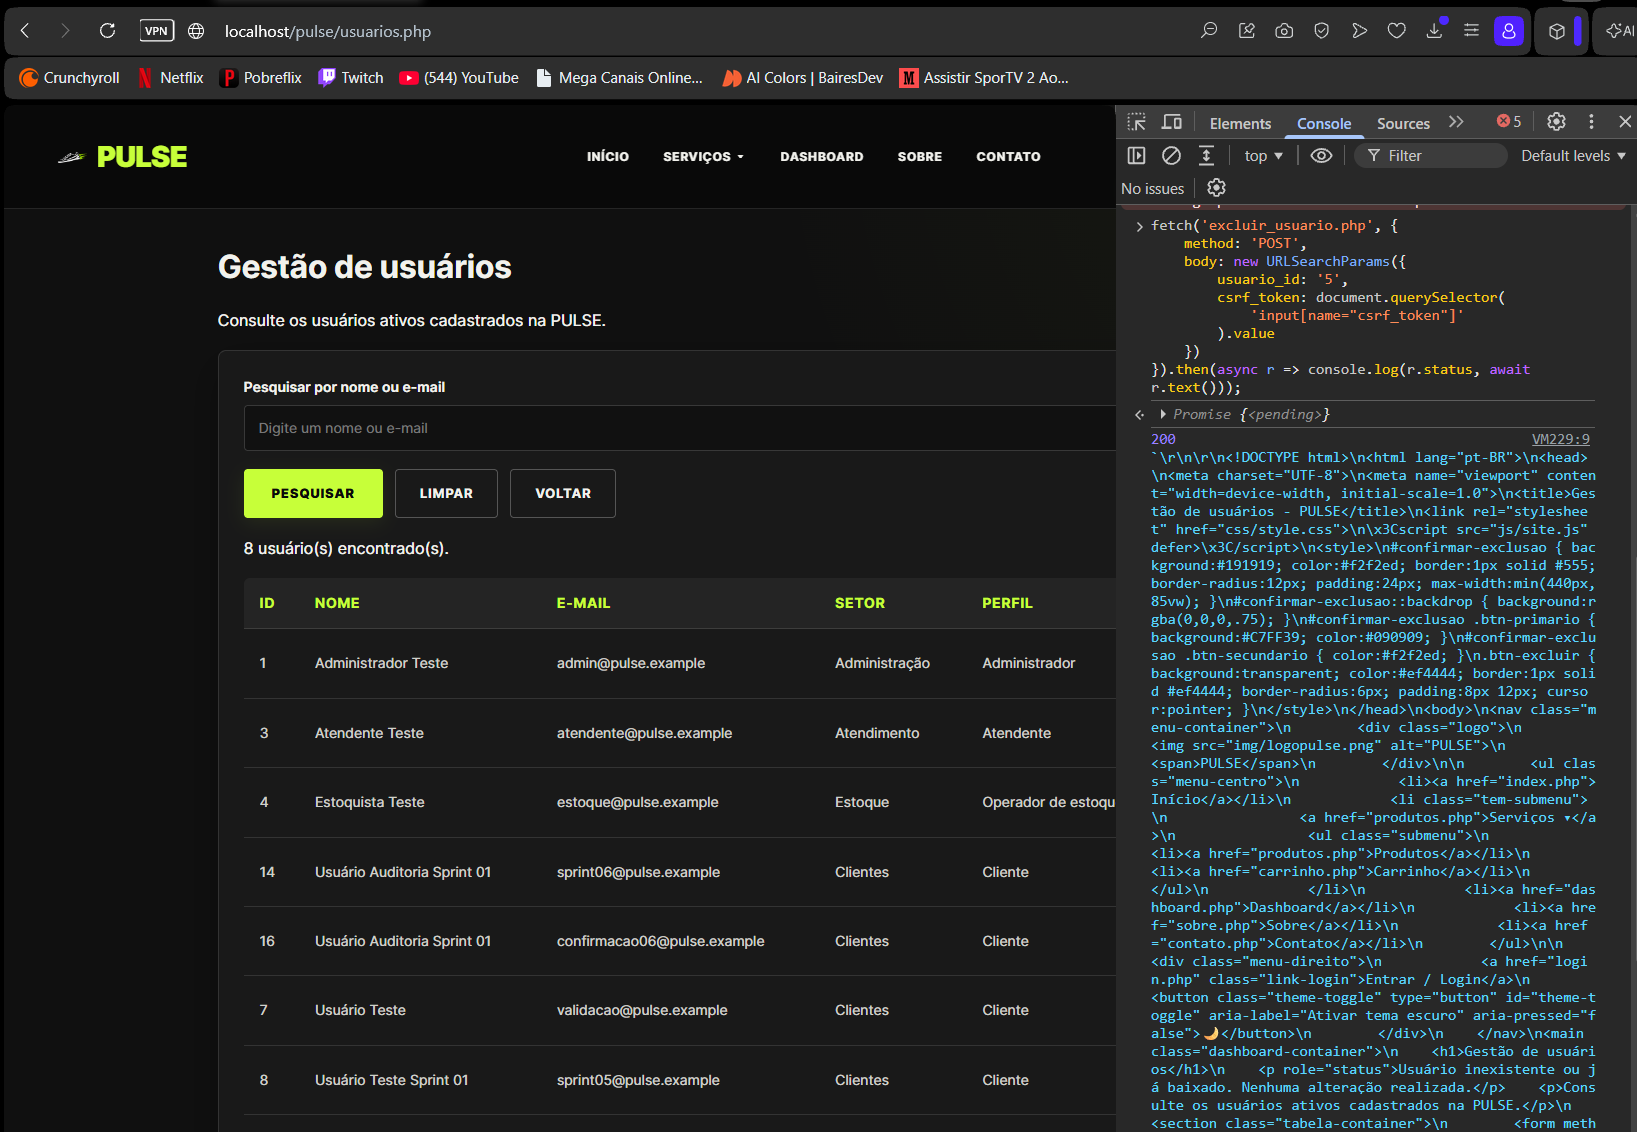 VPN localhost/pulse/usuarios.php AI
Crunchyroll Netflix Pobreflix Twitch (544) YouTube Mega Canais Online... AI Colors | BairesDev Assistir SporTV 2 Ao...
PULSE INÍCIO SERVIÇOS DASHBOARD SOBRE CONTATO
Gestão de usuários
Consulte os usuários ativos cadastrados na PULSE.
Pesquisar por nome ou e-mail
Digite um nome ou e-mail
PESQUISAR LIMPAR VOLTAR
8 usuário(s) encontrado(s).
ID NOME E-MAIL SETOR PERFIL
1 Administrador Teste admin@pulse.example Administração Administrador
3 Atendente Teste atendente@pulse.example Atendimento Atendente
4 Estoquista Teste estoque@pulse.example Estoque Operador de estoqu
14 Usuário Auditoria Sprint 01 sprint06@pulse.example Clientes Cliente
16 Usuário Auditoria Sprint 01 confirmacao06@pulse.example Clientes Cliente
7 Usuário Teste validacao@pulse.example Clientes Cliente
8 Usuário Teste Sprint 01 sprint05@pulse.example Clientes Cliente
Elements Console Sources 5
top Filter Default levels
No issues
fetch('excluir_usuario.php', {
method: 'POST',
body: new URLSearchParams({
usuario_id: '5',
csrf_token: document.querySelector(
'input[name="csrf_token"]'
).value
})
}).then(async r => console.log(r.status, await
r.text()));
Promise {<pending>}
200 VM229:9
`\r\n\r\n<!DOCTYPE html>\n<html lang="pt-BR">\n<head>
\n<meta charset="UTF-8">\n<meta name="viewport" conten
t="width=device-width, initial-scale=1.0">\n<title>Ges
tão de usuários - PULSE</title>\n<link rel="styleshee
t" href="css/style.css">\n\x3Cscript src="js/site.js"
defer>\x3C/script>\n<style>\n#confirmar-exclusao { bac
kground:#191919; color:#f2f2ed; border:1px solid #555;
border-radius:12px; padding:24px; max-width:min(440px,
85vw); }\n#confirmar-exclusao::backdrop { background:r
gba(0,0,0,.75); }\n#confirmar-exclusao .btn-primario {
background:#C7FF39; color:#090909; }\n#confirmar-exclu
sao .btn-secundario { color:#f2f2ed; }\n.btn-excluir {
background:transparent; color:#ef4444; border:1px soli
d #ef4444; border-radius:6px; padding:8px 12px; curso
r:pointer; }\n</style>\n</head>\n<body>\n<nav class="m
enu-container">\n <div class="logo">\n
<img src="img/logopulse.png" alt="PULSE">\n
<span>PULSE</span>\n </div>\n\n <ul clas
s="menu-centro">\n <li><a href="index.php">
Início</a></li>\n <li class="tem-submenu">
\n <a href="produtos.php">Serviços ▾</a
>\n <ul class="submenu">\n
<li><a href="produtos.php">Produtos</a></li>\n
<li><a href="carrinho.php">Carrinho</a></li>\n
</ul>\n </li>\n <li><a href="das
hboard.php">Dashboard</a></li>\n <li><a hre
f="sobre.php">Sobre</a></li>\n <li><a href
="contato.php">Contato</a></li>\n </ul>\n\n
<div class="menu-direito">\n <a href="logi
n.php" class="link-login">Entrar / Login</a>\n
<button class="theme-toggle" type="button" id="theme-t
oggle" aria-label="Ativar tema escuro" aria-pressed="f
alse">🌙</button>\n </div>\n </nav>\n<main
class="dashboard-container">\n <h1>Gestão de usuári
os</h1>\n <p role="status">Usuário inexistente ou j
á baixado. Nenhuma alteração realizada.</p> <p>Cons
ulte os usuários ativos cadastrados na PULSE.</p>\n
<section class="tabela-container">\n <form meth